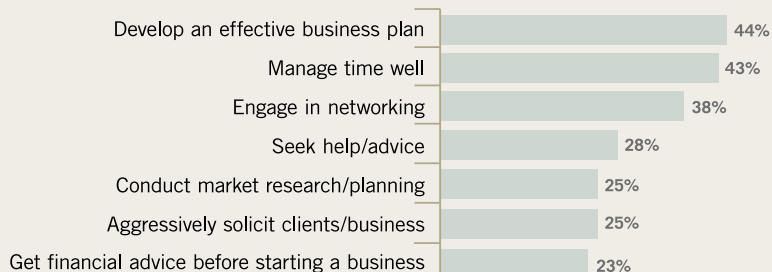 Develop an effective business plan 44%
Manage time well 43%
Engage in networking 38%
Seek help/advice 28%
Conduct market research/planning 25%
Aggressively solicit clients/business 25%
Get financial advice before starting a business 23%